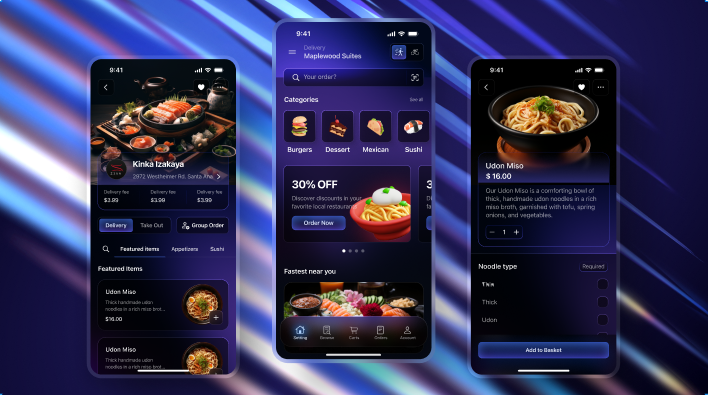 9:41
Kinka Izakaya
2972 Westheimer Rd. Santa Ana
Delivery fee
$3.99
Delivery fee
$3.99
Delivery fee
$3.99
Delivery
Take Out
Group Order
Featured items
Appetizers
Sushi
Featured Items
Udon Miso
Thick handmade udon
noodles in a rich miso brot...
$16.00
Udon Miso
Thick handmade udon
noodles in a rich miso brot...
9:41
Delivery
Maplewood Suites
Your order?
Categories
See all
Burgers
Dessert
Mexican
Sushi
30% OFF
Discover discounts in your
favorite local restaurants
Order Now
3
Fastest near you
Setting
Browse
Carts
Orders
Account
9:41
Udon Miso
$ 16.00
Our Udon Miso is a comforting bowl of
thick, handmade udon noodles in a rich
miso broth, garnished with tofu, spring
onions, and vegetables.
1
Noodle type
Required
Thin
Thick
Udon
Add to Basket